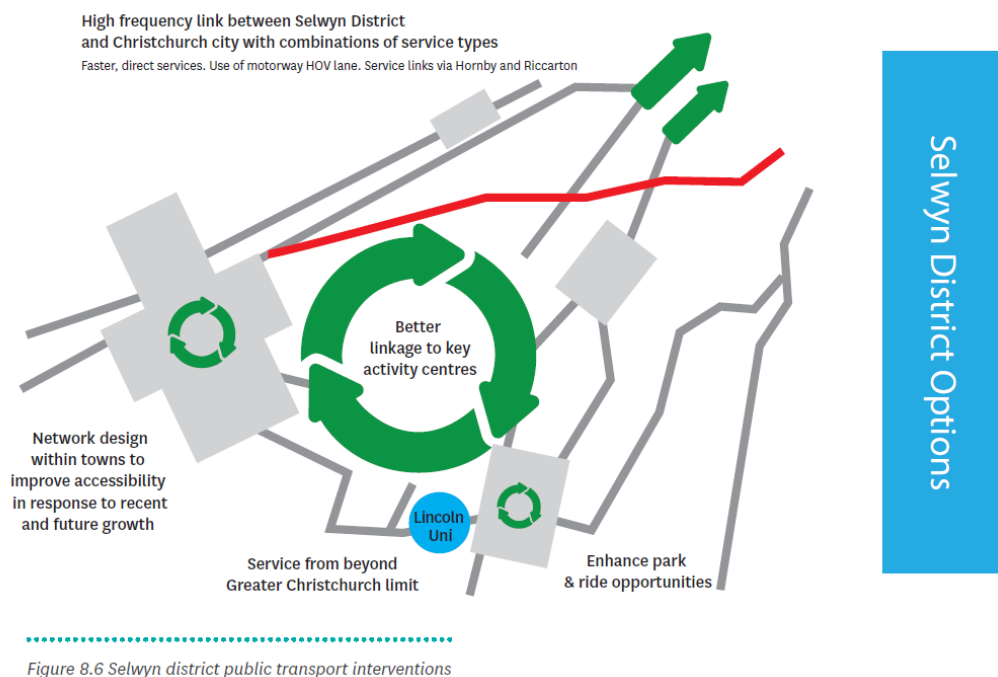 High frequency link between Selwyn District
and Christchurch city with combinations of service types
Faster, direct services. Use of motorway HOV lane. Service links via Hornby and Riccarton
Selwyn District Options
Better
linkage to key
activity centres
Network design
within towns to
improve accessibility
in response to recent
and future growth
Lincoln
Uni
Service from beyond
Greater Christchurch limit
Enhance park
& ride opportunities
Figure 8.6 Selwyn district public transport interventions